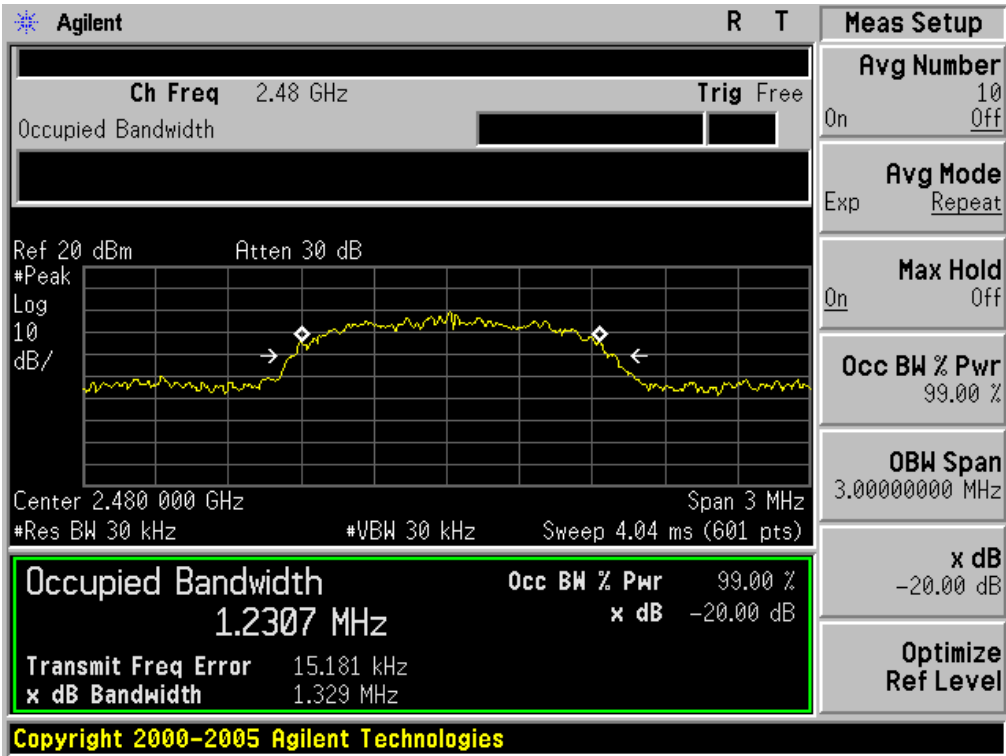 Agilent R T
Ch Freq 2.48 GHz Trig Free
Occupied Bandwidth
Ref 20 dBm Atten 30 dB
#Peak
Log
10
dB/
Center 2.480 000 GHz Span 3 MHz
#Res BW 30 kHz #VBW 30 kHz Sweep 4.04 ms (601 pts)
Occupied Bandwidth Occ BW % Pwr 99.00 %
1.2307 MHz x dB -20.00 dB
Transmit Freq Error 15.181 kHz
x dB Bandwidth 1.329 MHz
Copyright 2000-2005 Agilent Technologies
Meas Setup
Avg Number
10
On Off
Avg Mode
Exp Repeat
Max Hold
On Off
Occ BW % Pwr
99.00 %
OBW Span
3.00000000 MHz
x dB
-20.00 dB
Optimize
Ref Level